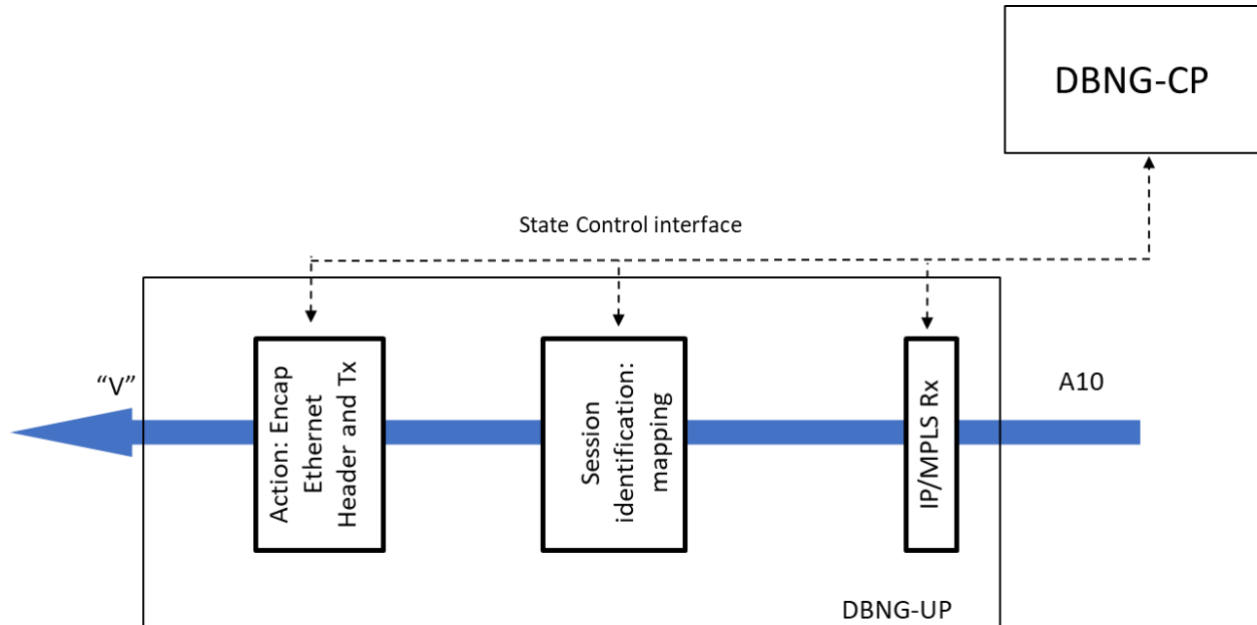 DBNG-CP
State Control interface
“V”
Action: Encap
Ethernet
Header and Tx
Session
identification:
mapping
IP/MPLS Rx
A10
DBNG-UP